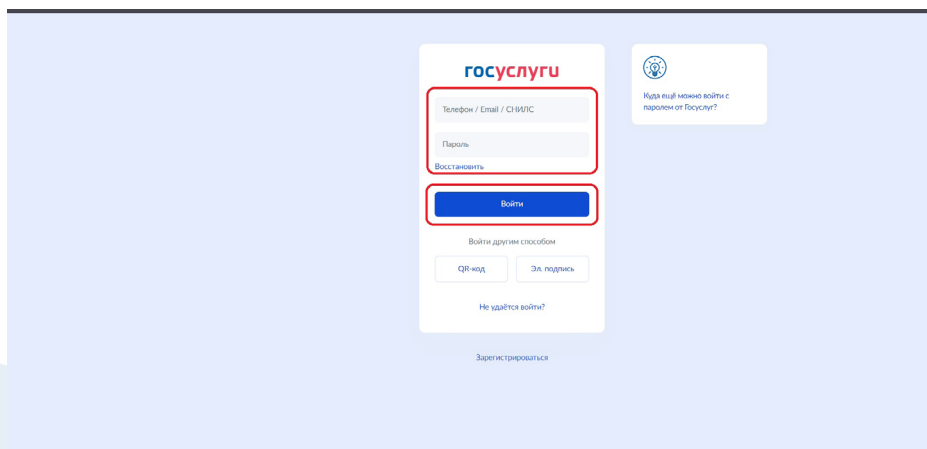 госуслуги
Телефон / Email / СНИЛС
Пароль
Восстановить
Войти
Войти другим способом
QR-код
Эл. подпись
Не удаётся войти?
Зарегистрироваться
Куда ещё можно войти с
паролем от Госуслуг?